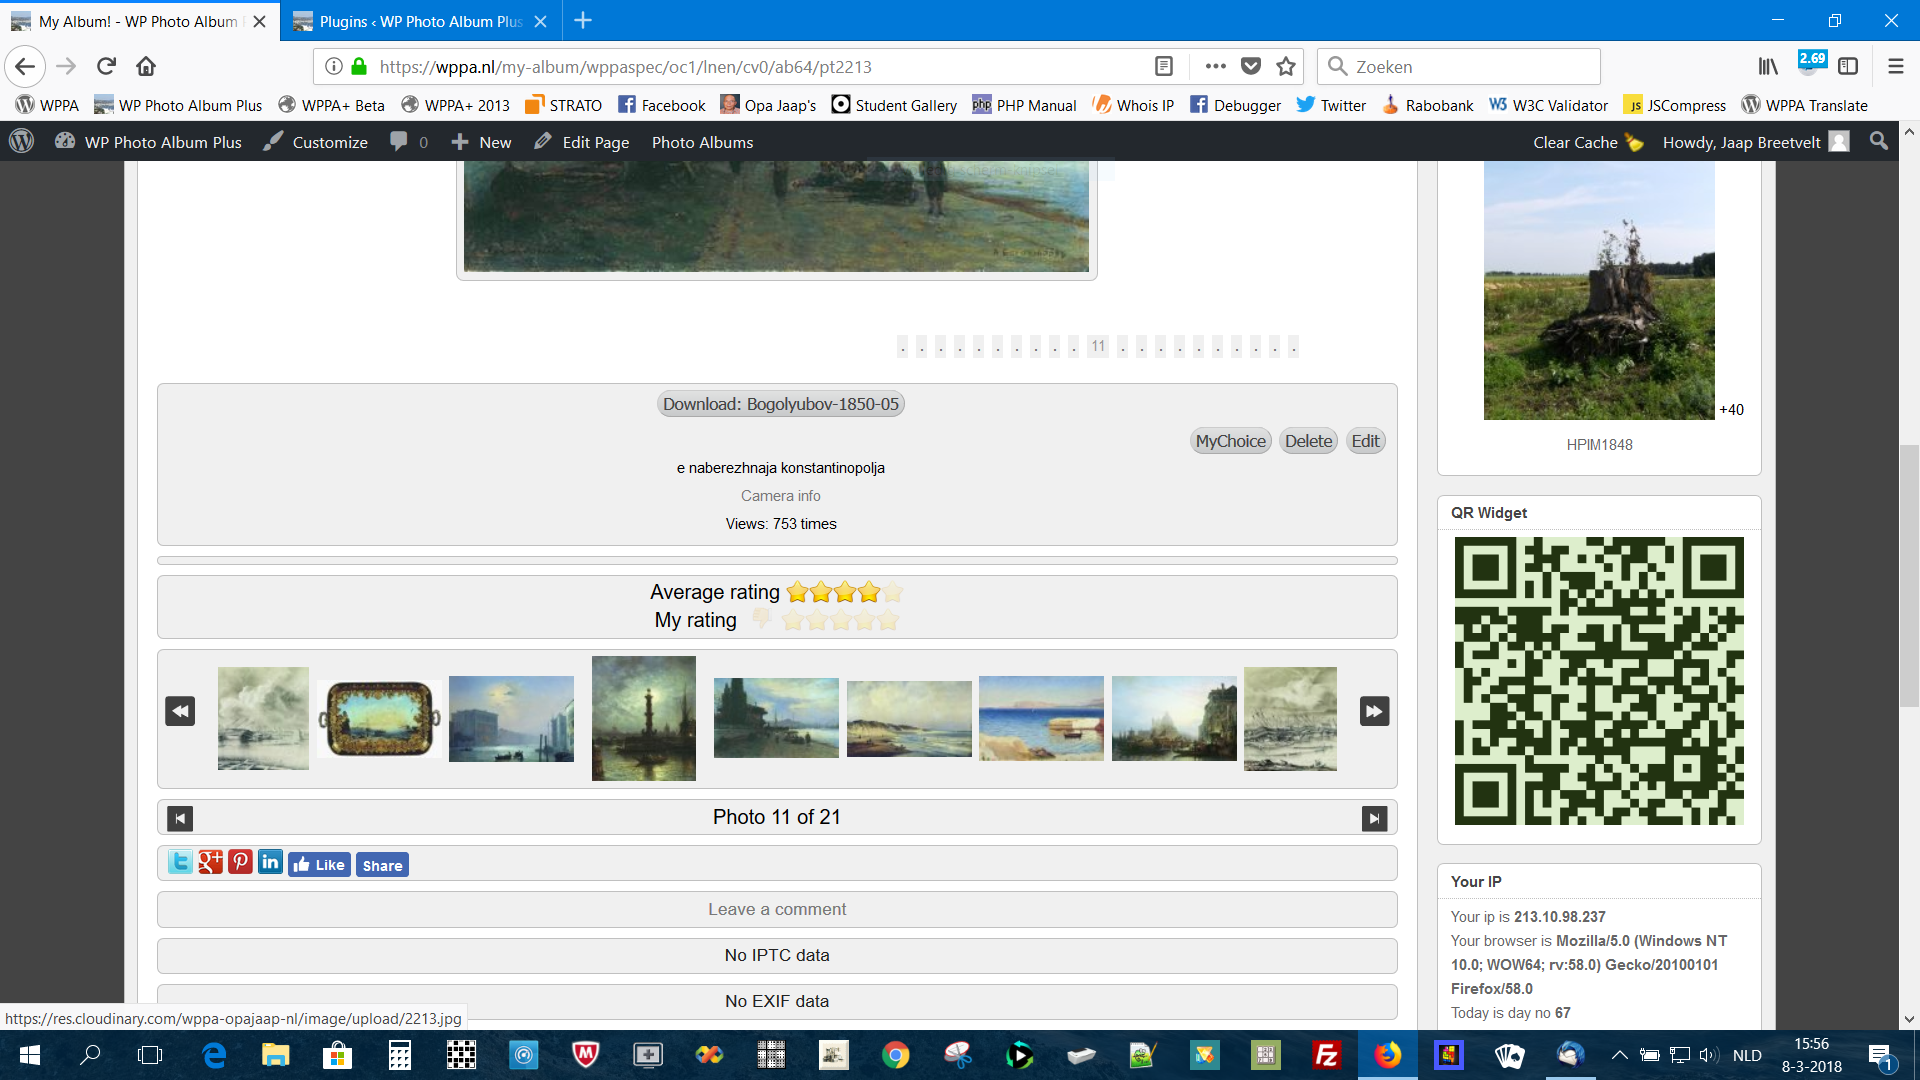 My Album! - WP Photo Album
Plugins ‹ WP Photo Album Plus
https://wppa.nl/my-album/wppaspec/oc1/lnen/cv0/ab64/pt2213
Zoeken
2.69
WPPA
WP Photo Album Plus
WPPA+ Beta
WPPA+ 2013
STRATO
Facebook
Opa Jaap's
Student Gallery
php
PHP Manual
Whois IP
Debugger
Twitter
Rabobank
W3C Validator
JS
JSCompress
WPPA Translate
WP Photo Album Plus
Customize
0
New
Edit Page
Photo Albums
Clear Cache
Howdy, Jaap Breetvelt
. . . . . . . . . . 11 . . . . . . . . . .
Download: Bogolyubov-1850-05
MyChoice
Delete
Edit
e naberezhnaja konstantinopolja
Camera info
Views: 753 times
Average rating
My rating
Photo 11 of 21
Like
Share
Leave a comment
No IPTC data
No EXIF data
+40
HPIM1848
QR Widget
Your IP
Your ip is 213.10.98.237
Your browser is Mozilla/5.0 (Windows NT
10.0; WOW64; rv:58.0) Gecko/20100101
Firefox/58.0
Today is day no 67
https://res.cloudinary.com/wppa-opajaap-nl/image/upload/2213.jpg
NLD
15:56
8-3-2018
1